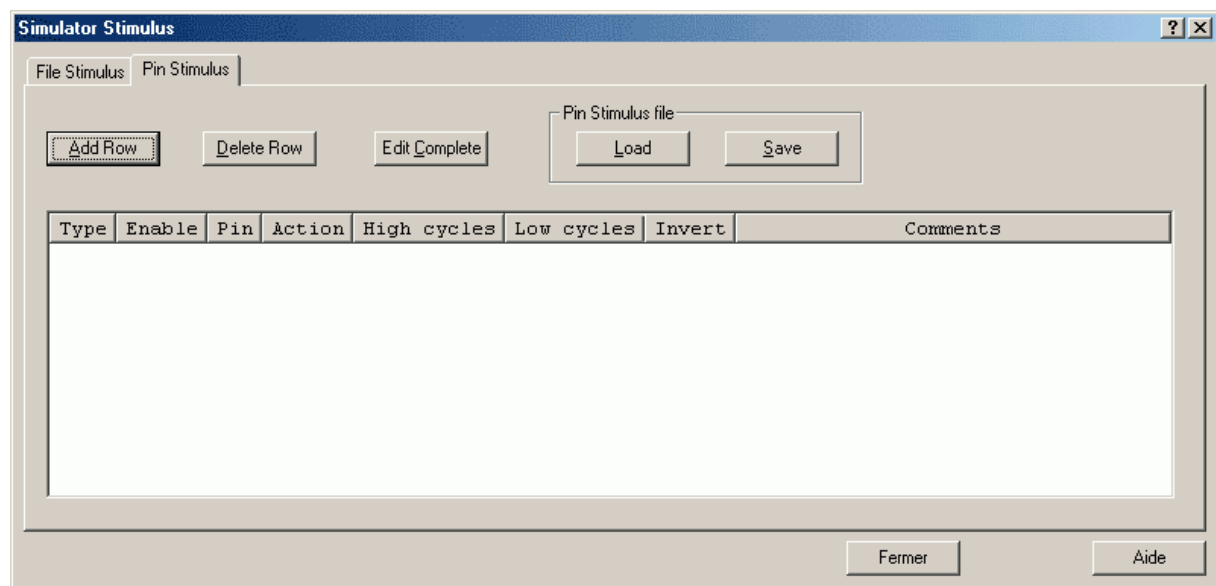 Simulator Stimulus
File Stimulus Pin Stimulus
Pin Stimulus file
Add Row Delete Row Edit Complete Load Save
Type Enable Pin Action High cycles Low cycles Invert Comments
Fermer Aide